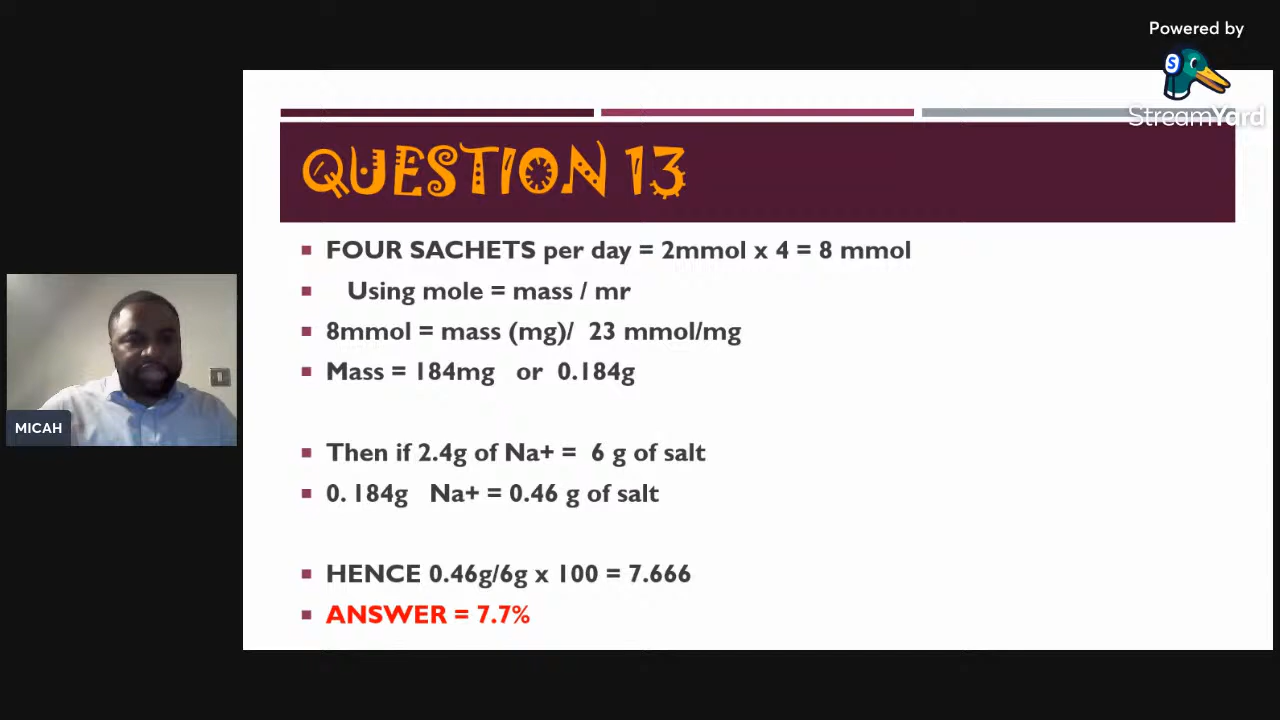 Powered by
StreamYard
QUESTION 13
FOUR SACHETS per day = 2mmol x 4 = 8 mmol
Using mole = mass / mr
8mmol = mass (mg)/ 23 mmol/mg
Mass = 184mg or 0.184g
Then if 2.4g of Na+ = 6 g of salt
0. 184g Na+ = 0.46 g of salt
HENCE 0.46g/6g x 100 = 7.666
ANSWER = 7.7%
MICAH